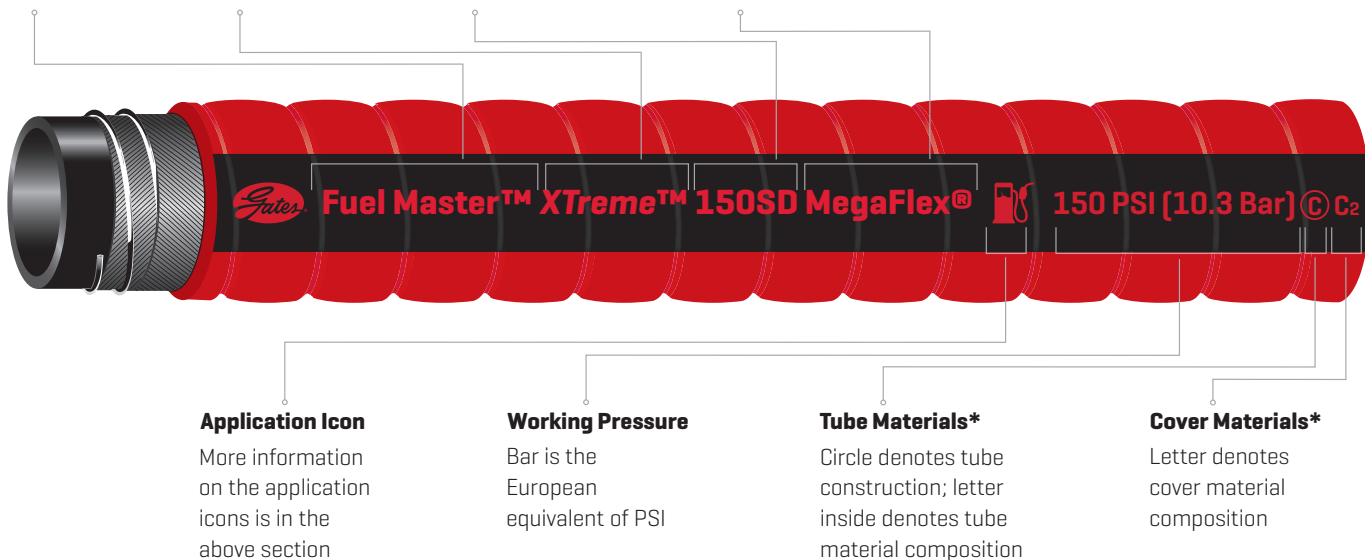 Gates Fuel Master™ XTreme™ 150SD MegaFlex® 150 PSI (10.3 Bar) Ⓒ C2
Application Icon
More information
on the application
icons is in the
above section
Working Pressure
Bar is the
European
equivalent of PSI
Tube Materials*
Circle denotes tube
construction; letter
inside denotes tube
material composition
Cover Materials*
Letter denotes
cover material
composition